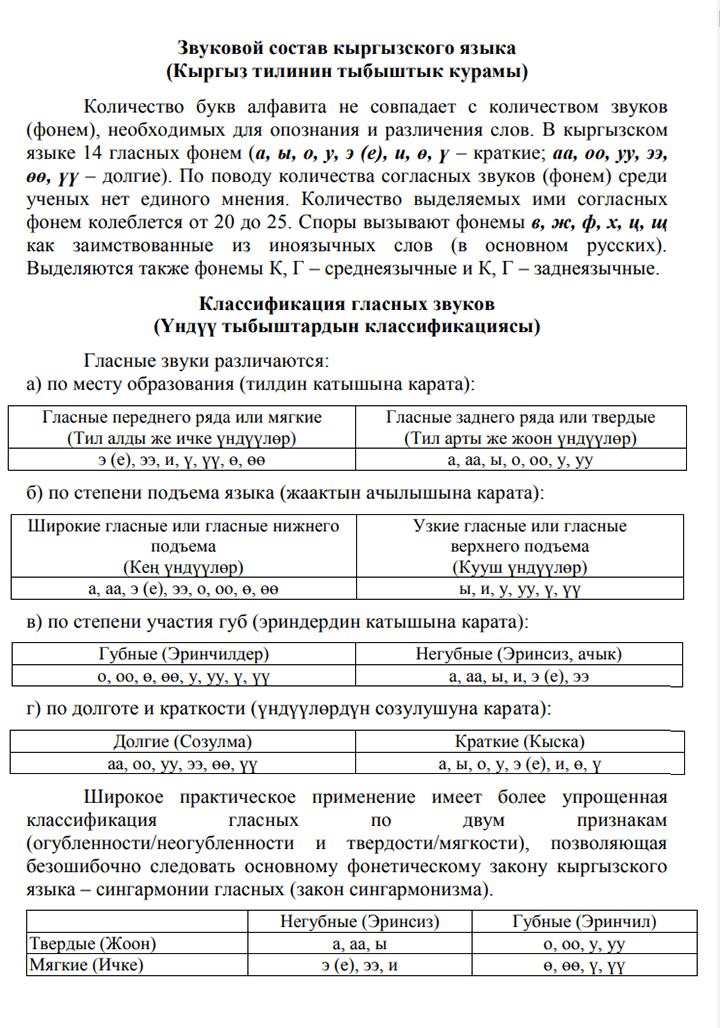 Звуковой состав кыргызского языка
(Кыргыз тилинин тыбыштык курамы)
Количество букв алфавита не совпадает с количеством звуков
(фонем), необходимых для опознания и различения слов. В кыргызском
языке 14 гласных фонем (а, ы, о, у, э (е), и, ө, ү – краткие; аа, оо, уу, ээ,
өө, үү – долгие). По поводу количества согласных звуков (фонем) среди
ученых нет единого мнения. Количество выделяемых ими согласных
фонем колеблется от 20 до 25. Споры вызывают фонемы в, ж, ф, х, ц, щ
как заимствованные из иноязычных слов (в основном русских).
Выделяются также фонемы К, Г – среднеязычные и К, Г – заднеязычные.
Классификация гласных звуков
(Үндүү тыбыштардын классификациясы)
Гласные звуки различаются:
а) по месту образования (тилдин катышына карата):
Гласные переднего ряда или мягкие
(Тил алды же ичке үндүүлөр)
Гласные заднего ряда или твердые
(Тил арты же жоон үндүүлөр)
э (е), ээ, и, ү, үү, ө, өө
а, аа, ы, о, оо, у, уу
б) по степени подъема языка (жаактын ачылышына карата):
Широкие гласные или гласные нижнего
подъема
(Кең үндүүлөр)
Узкие гласные или гласные
верхнего подъема
(Кууш үндүүлөр)
а, аа, э (е), ээ, о, оо, ө, өө
ы, и, у, уу, ү, үү
в) по степени участия губ (эриндердин катышына карата):
Губные (Эринчилдер)
Негубные (Эринсиз, ачык)
о, оо, ө, өө, у, уу, ү, үү
а, аа, ы, и, э (е), ээ
г) по долготе и краткости (үндүүлөрдүн созулушуна карата):
Долгие (Созулма)
Краткие (Кыска)
аа, оо, уу, ээ, өө, үү
а, ы, о, у, э (е), и, ө, ү
Широкое практическое применение имеет более упрощенная
классификация гласных по двум признакам
(огубленности/неогубленности и твердости/мягкости), позволяющая
безошибочно следовать основному фонетическому закону кыргызского
языка – сингармонии гласных (закон сингармонизма).
Негубные (Эринсиз)
Губные (Эринчил)
Твердые (Жоон)
а, аа, ы
о, оо, у, уу
Мягкие (Ичке)
э (е), ээ, и
ө, өө, ү, үү